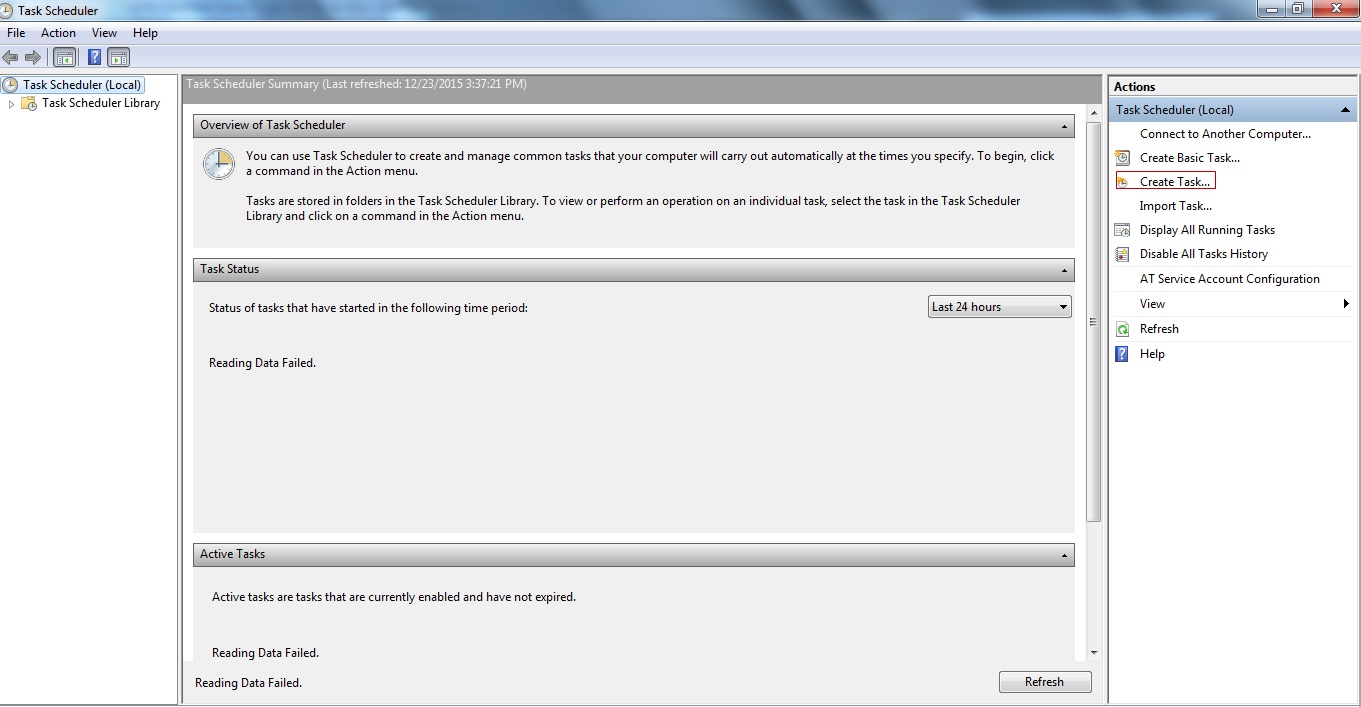 Task Scheduler
File Action View Help
Task Scheduler (Local)
Task Scheduler Library
Task Scheduler Summary (Last refreshed: 12/23/2015 3:37:21 PM)
Overview of Task Scheduler
You can use Task Scheduler to create and manage common tasks that your computer will carry out automatically at the times you specify. To begin, click
a command in the Action menu.
Tasks are stored in folders in the Task Scheduler Library. To view or perform an operation on an individual task, select the task in the Task Scheduler
Library and click on a command in the Action menu.
Task Status
Status of tasks that have started in the following time period:
Last 24 hours
Reading Data Failed.
Active Tasks
Active tasks are tasks that are currently enabled and have not expired.
Reading Data Failed.
Reading Data Failed.
Refresh
Actions
Task Scheduler (Local)
Connect to Another Computer...
Create Basic Task...
Create Task...
Import Task...
Display All Running Tasks
Disable All Tasks History
AT Service Account Configuration
View
Refresh
Help